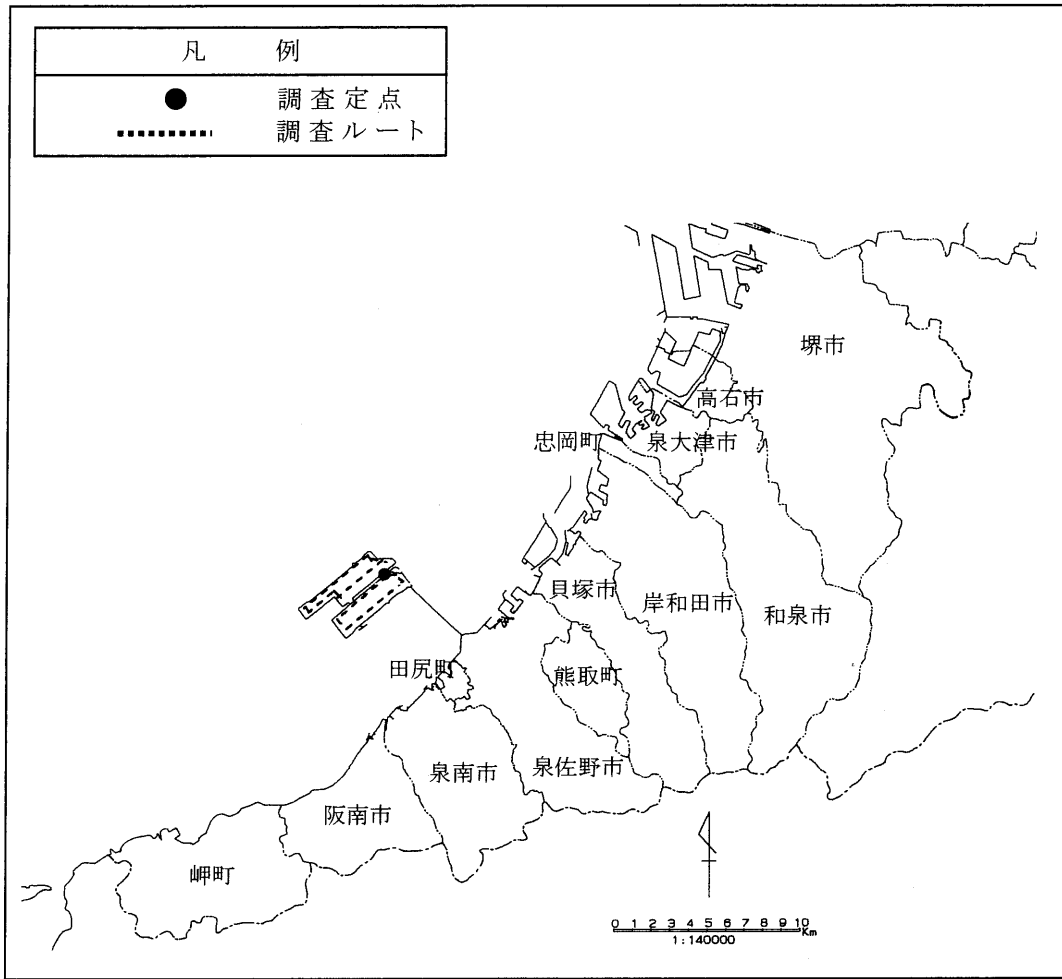 凡 例
調査定点
調査ルート
堺市
高石市
忠岡町 泉大津市
貝塚市
岸和田市
和泉市
田尻町
熊取町
泉南市
泉佐野市
阪南市
岬町
0 1 2 3 4 5 6 7 8 9 10
Km
1:140000